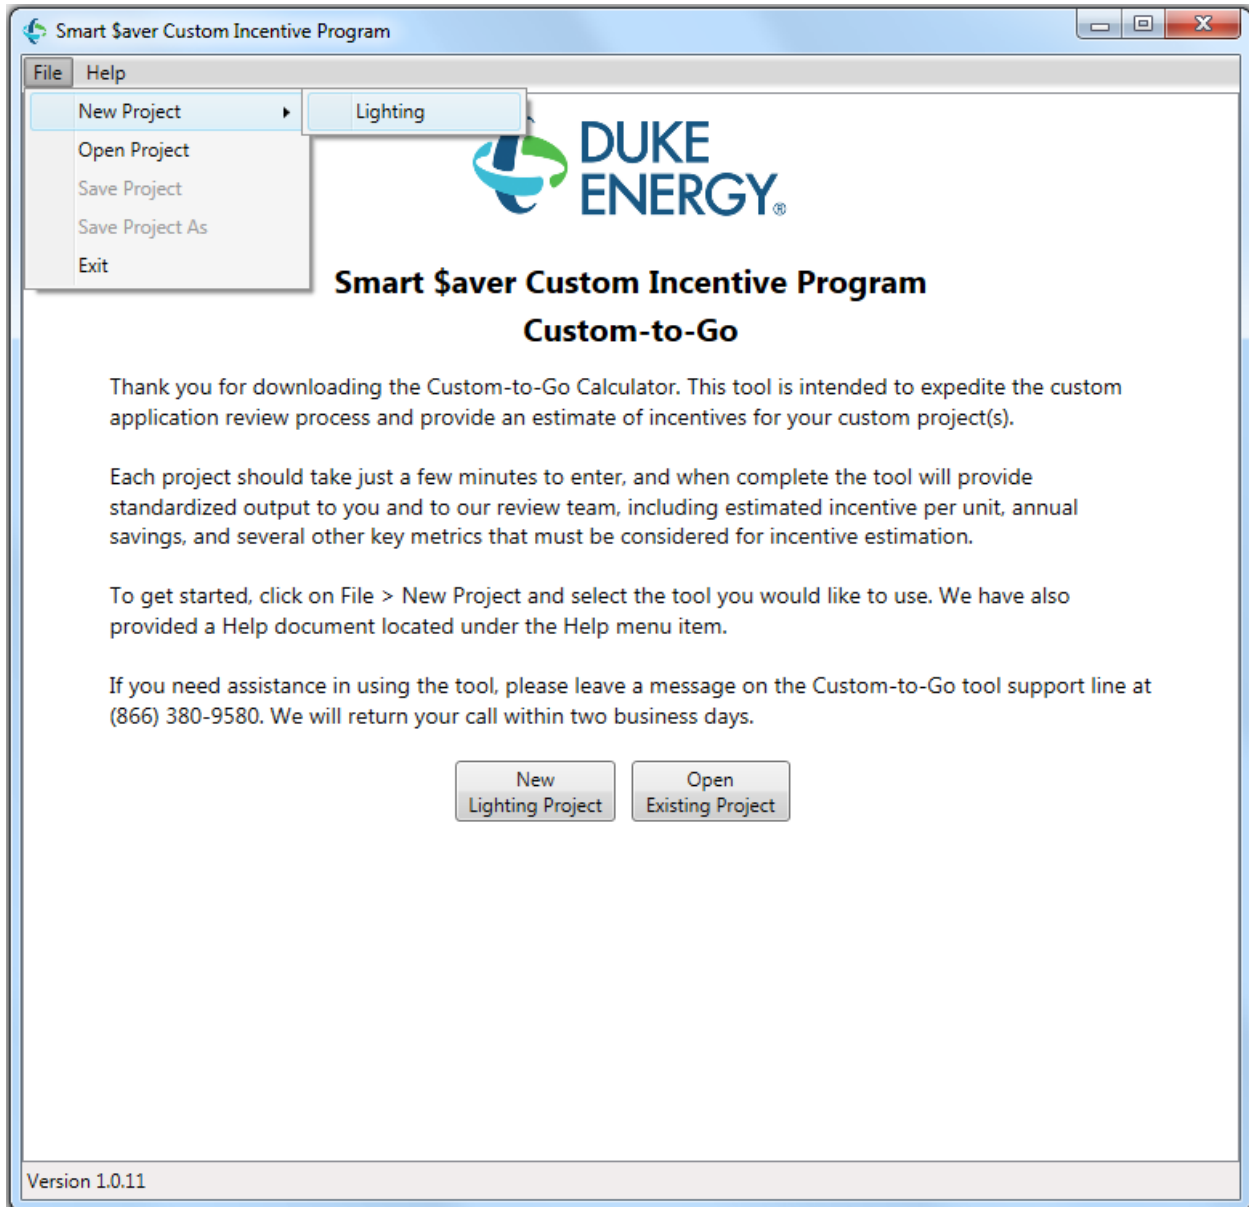 Smart $aver Custom Incentive Program
File Help
New Project Lighting
Open Project
Save Project
Save Project As
Exit
DUKE
ENERGY®
Smart $aver Custom Incentive Program
Custom-to-Go
Thank you for downloading the Custom-to-Go Calculator. This tool is intended to expedite the custom
application review process and provide an estimate of incentives for your custom project(s).
Each project should take just a few minutes to enter, and when complete the tool will provide
standardized output to you and to our review team, including estimated incentive per unit, annual
savings, and several other key metrics that must be considered for incentive estimation.
To get started, click on File > New Project and select the tool you would like to use. We have also
provided a Help document located under the Help menu item.
If you need assistance in using the tool, please leave a message on the Custom-to-Go tool support line at
(866) 380-9580. We will return your call within two business days.
New
Lighting Project
Open
Existing Project
Version 1.0.11